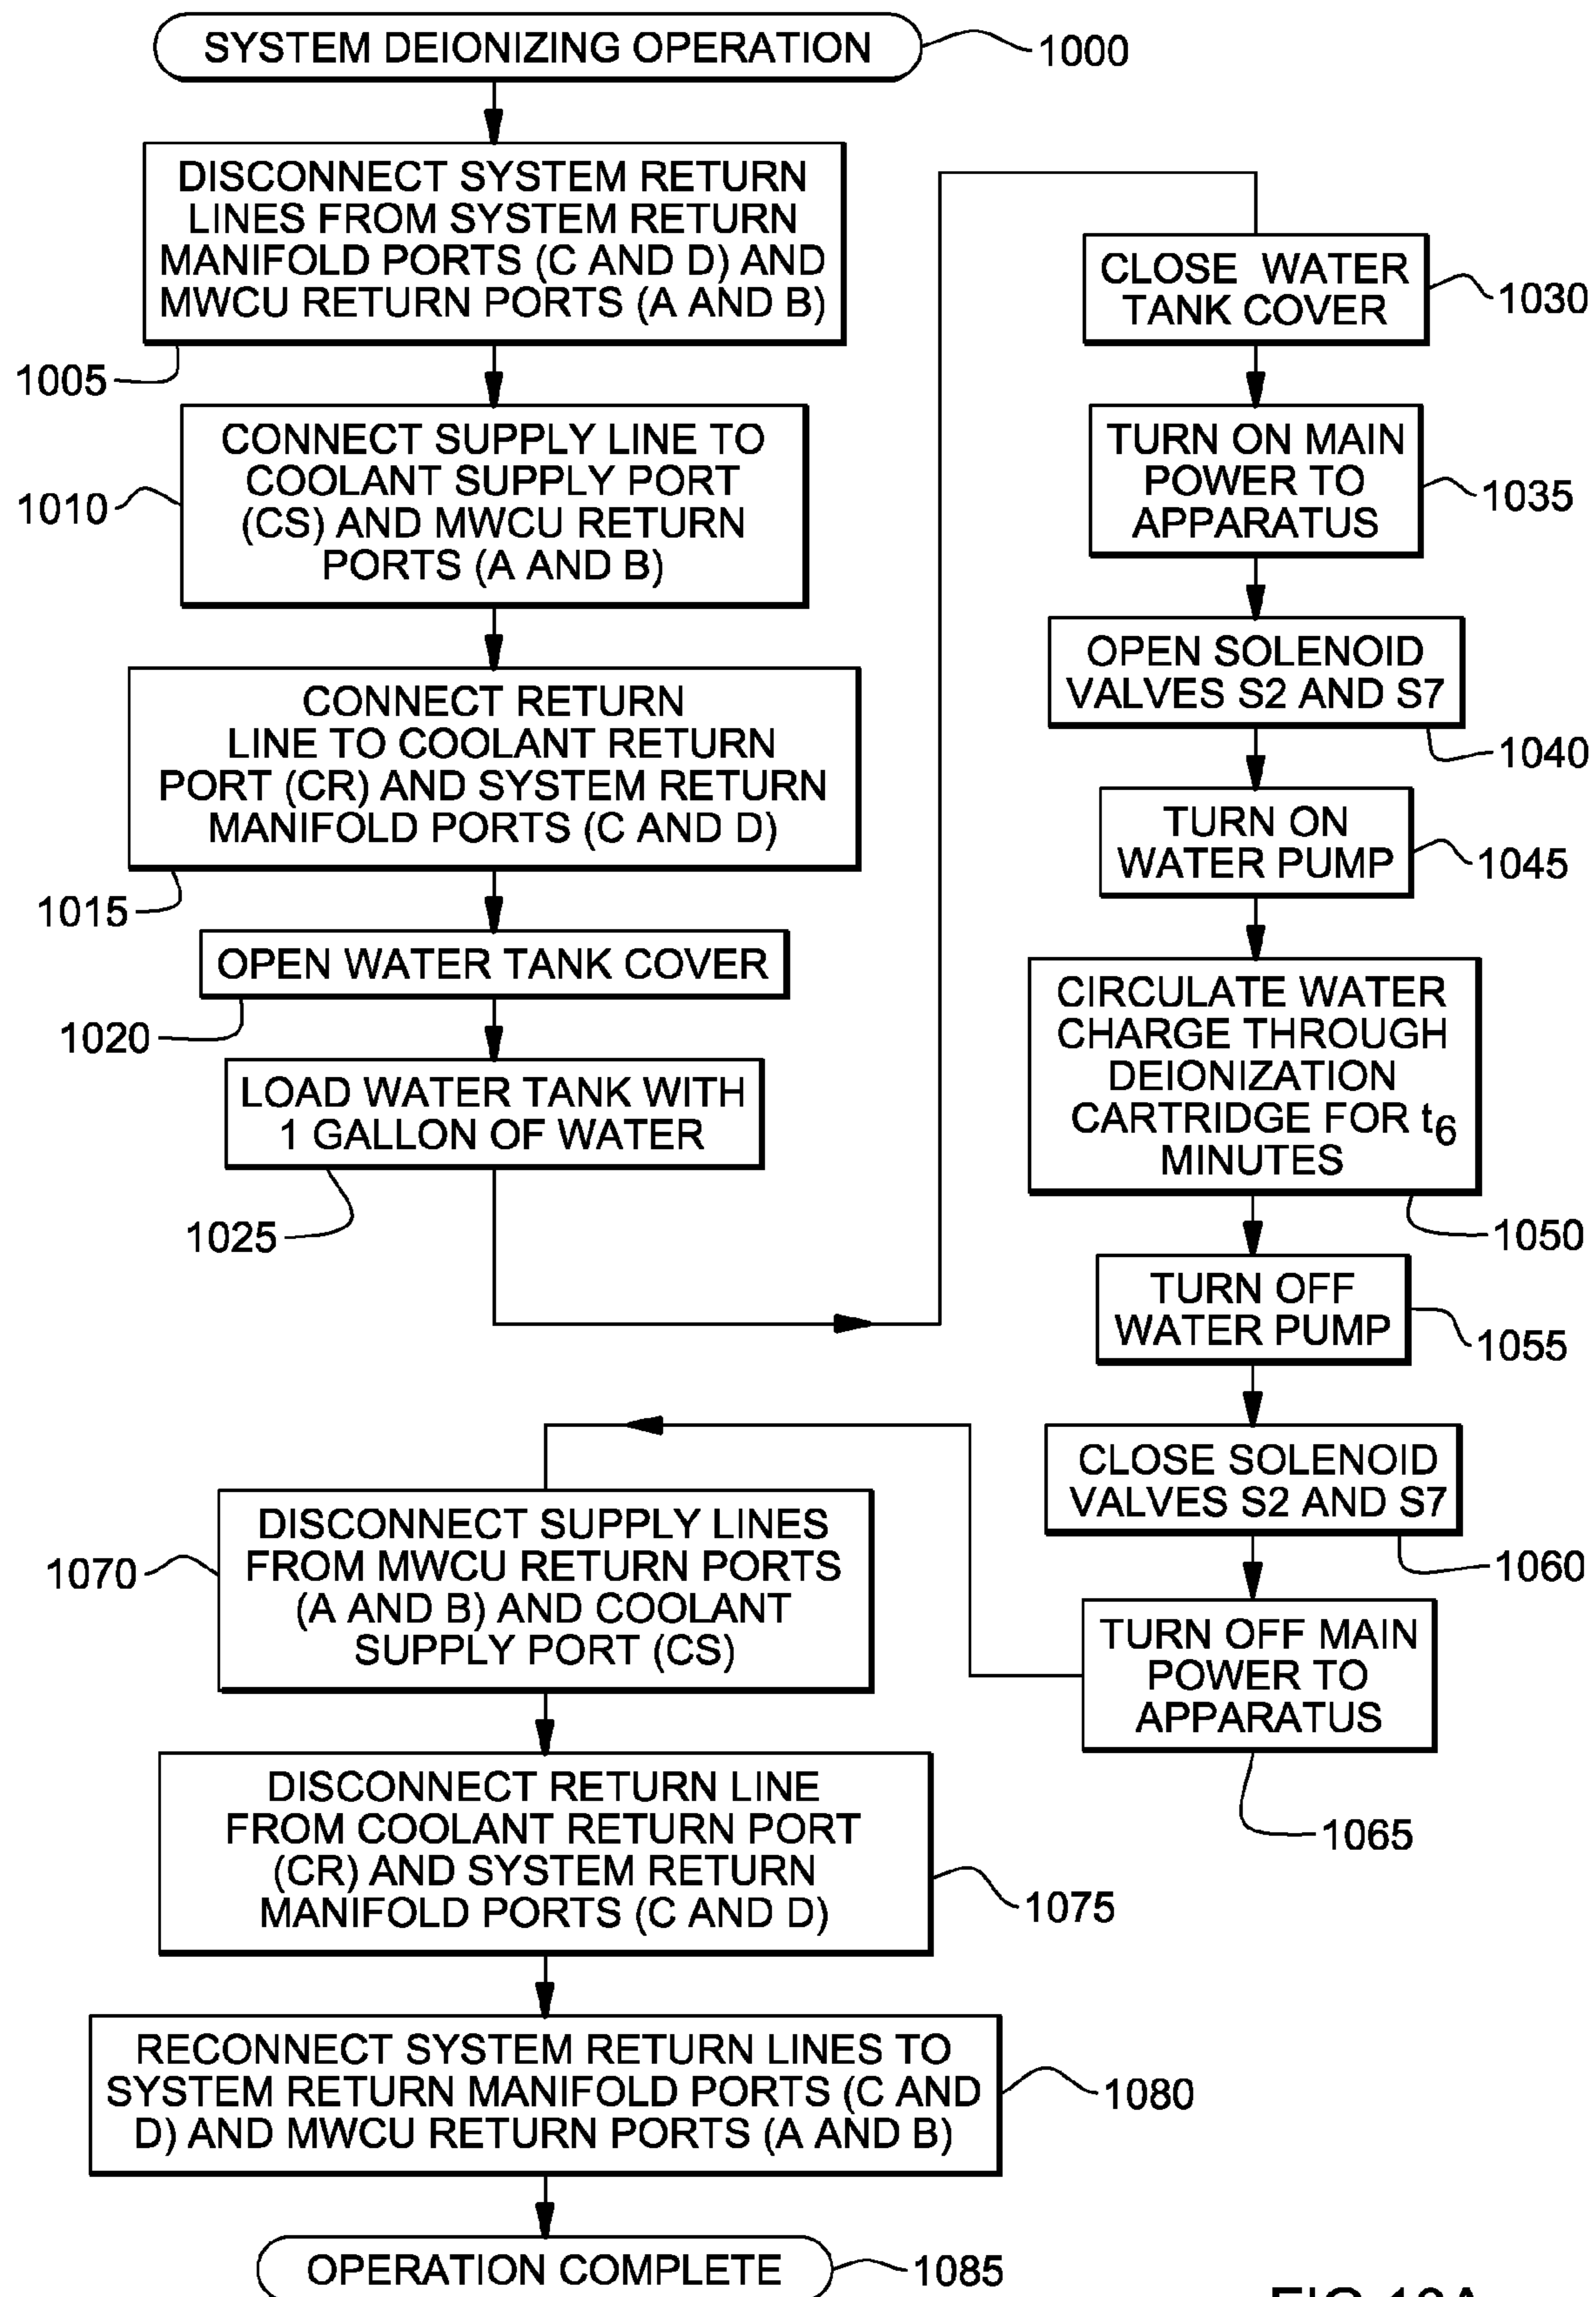 SYSTEM DEIONIZING OPERATION
1000
DISCONNECT SYSTEM RETURN
LINES FROM SYSTEM RETURN
MANIFOLD PORTS (C AND D) AND
MWCU RETURN PORTS (A AND B)
1005
CONNECT SUPPLY LINE TO
COOLANT SUPPLY PORT
(CS) AND MWCU RETURN
PORTS (A AND B)
1010
CONNECT RETURN
LINE TO COOLANT RETURN
PORT (CR) AND SYSTEM RETURN
MANIFOLD PORTS (C AND D)
1015
OPEN WATER TANK COVER
1020
LOAD WATER TANK WITH
1 GALLON OF WATER
1025
CLOSE WATER
TANK COVER
1030
TURN ON MAIN
POWER TO
APPARATUS
1035
OPEN SOLENOID
VALVES S2 AND S7
1040
TURN ON
WATER PUMP
1045
CIRCULATE WATER
CHARGE THROUGH
DEIONIZATION
CARTRIDGE FOR t6
MINUTES
1050
TURN OFF
WATER PUMP
1055
CLOSE SOLENOID
VALVES S2 AND S7
1060
TURN OFF MAIN
POWER TO
APPARATUS
1065
DISCONNECT SUPPLY LINES
FROM MWCU RETURN PORTS
(A AND B) AND COOLANT
SUPPLY PORT (CS)
1070
DISCONNECT RETURN LINE
FROM COOLANT RETURN PORT
(CR) AND SYSTEM RETURN
MANIFOLD PORTS (C AND D)
1075
RECONNECT SYSTEM RETURN LINES TO
SYSTEM RETURN MANIFOLD PORTS (C AND
D) AND MWCU RETURN PORTS (A AND B)
1080
OPERATION COMPLETE
1085